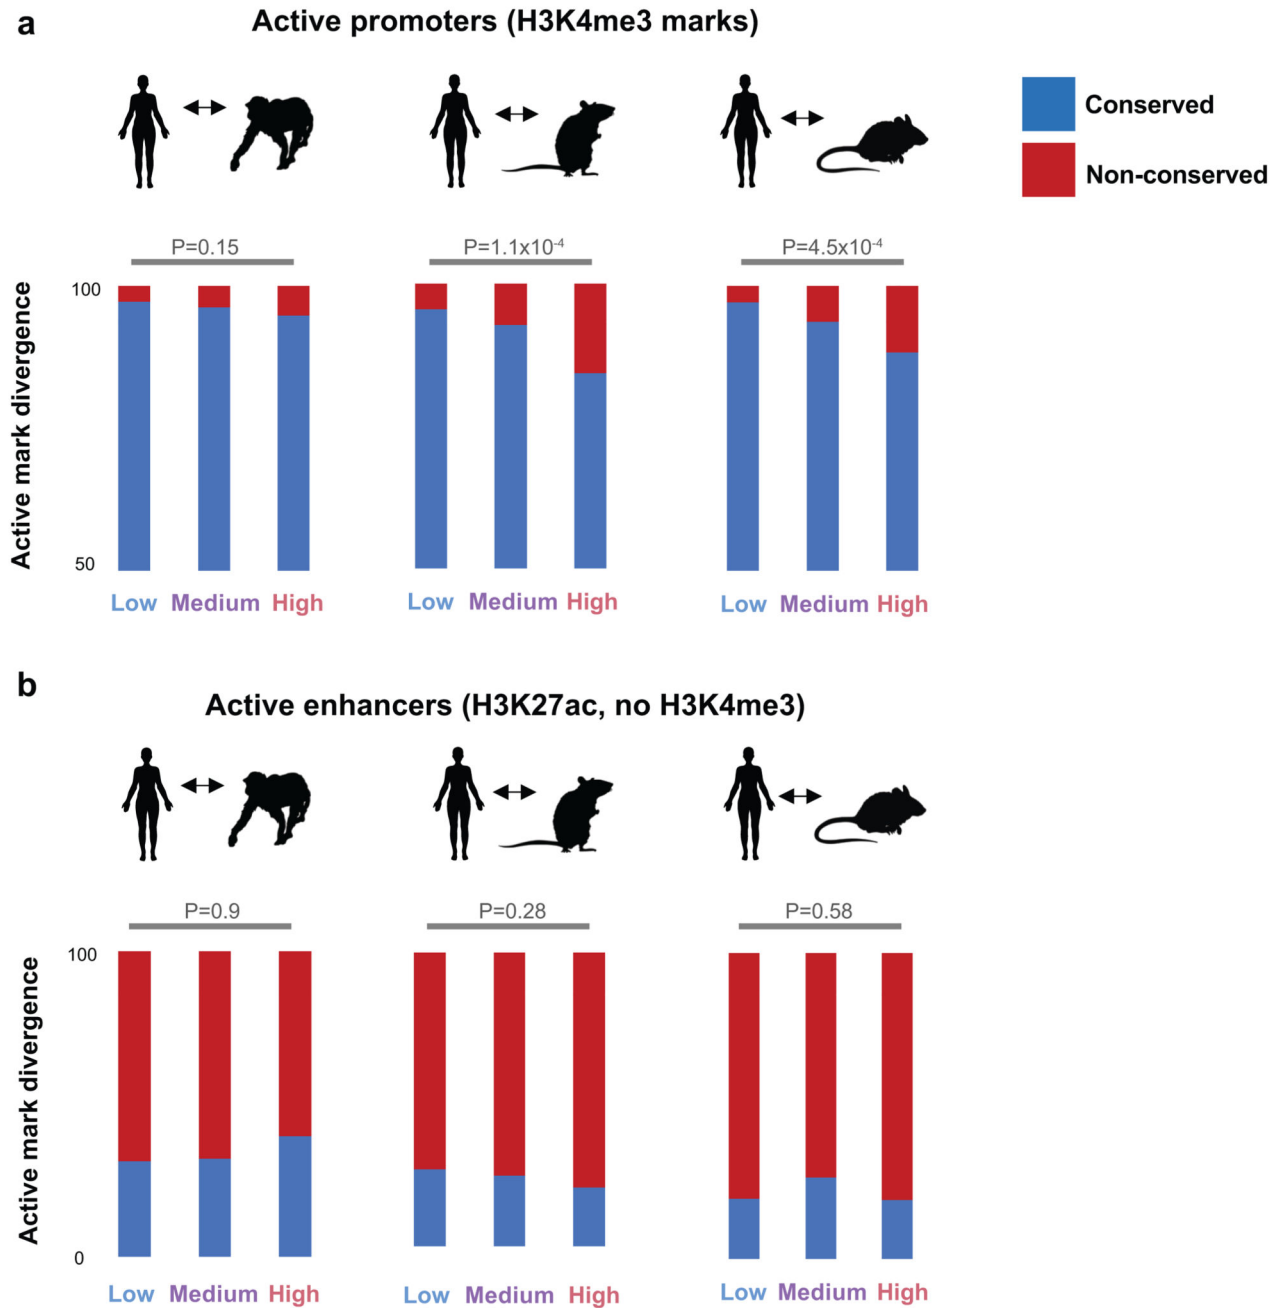 a
Active promoters (H3K4me3 marks)
Conserved
Non-conserved
P=0.15
P=1.1x10⁻⁴
P=4.5x10⁻⁴
Active mark divergence
100
50
Low Medium High
Low Medium High
Low Medium High
b
Active enhancers (H3K27ac, no H3K4me3)
P=0.9
P=0.28
P=0.58
Active mark divergence
100
0
Low Medium High
Low Medium High
Low Medium High